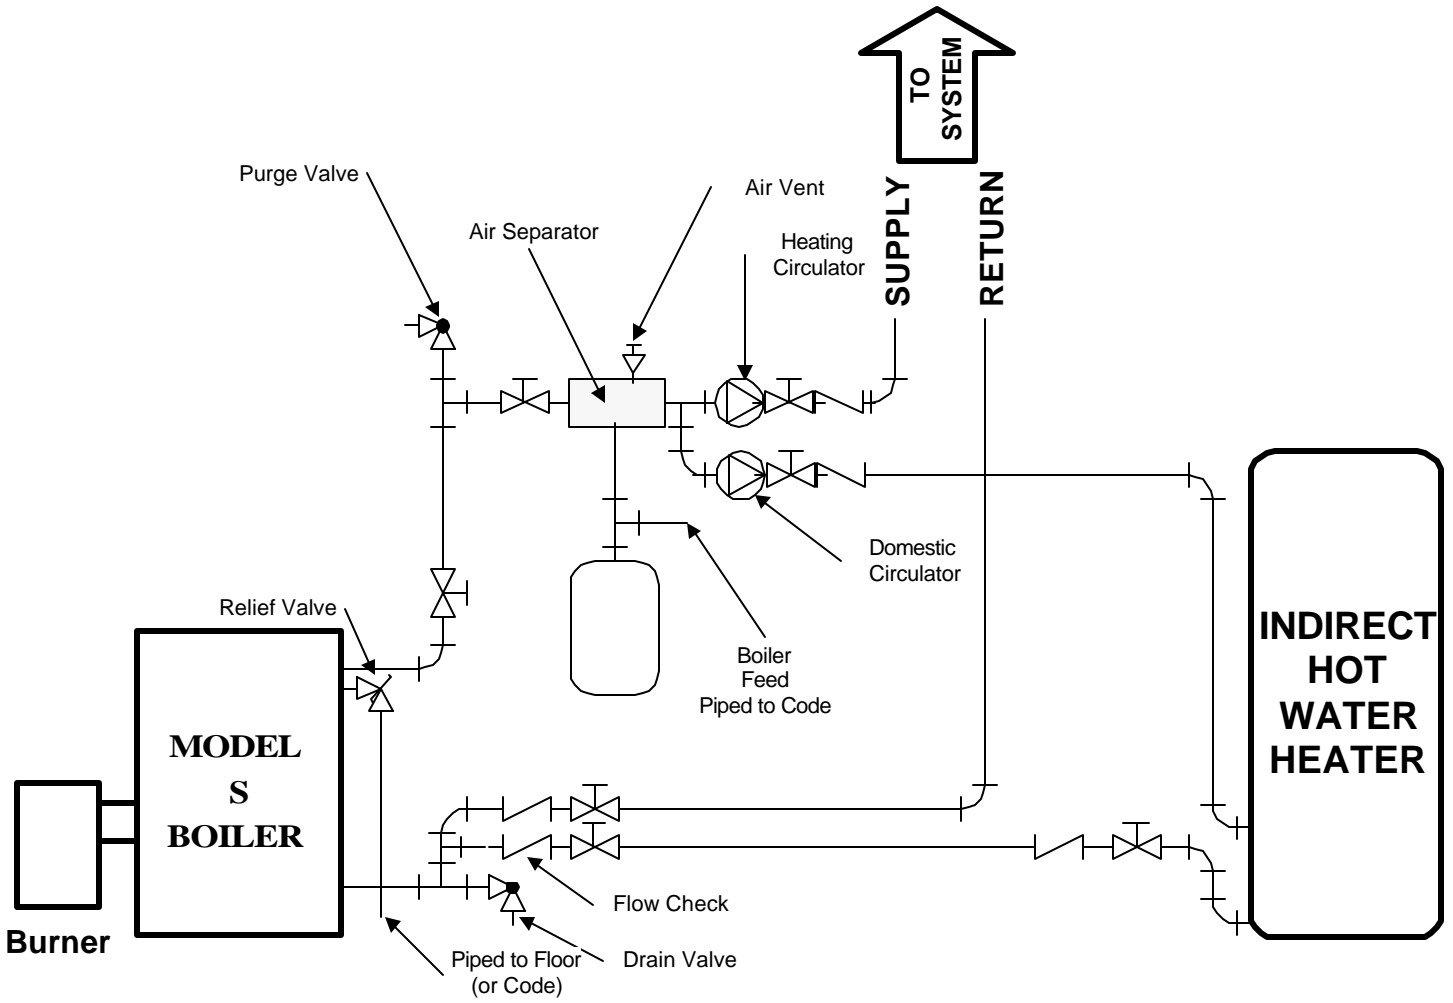 TO
SYSTEM
Purge Valve
Air Vent
SUPPLY
RETURN
Air Separator
Heating
Circulator
Domestic
Circulator
Relief Valve
Boiler
Feed
Piped to Code
INDIRECT
HOT
WATER
HEATER
MODEL
S
BOILER
Flow Check
Burner
Piped to Floor
(or Code)
Drain Valve